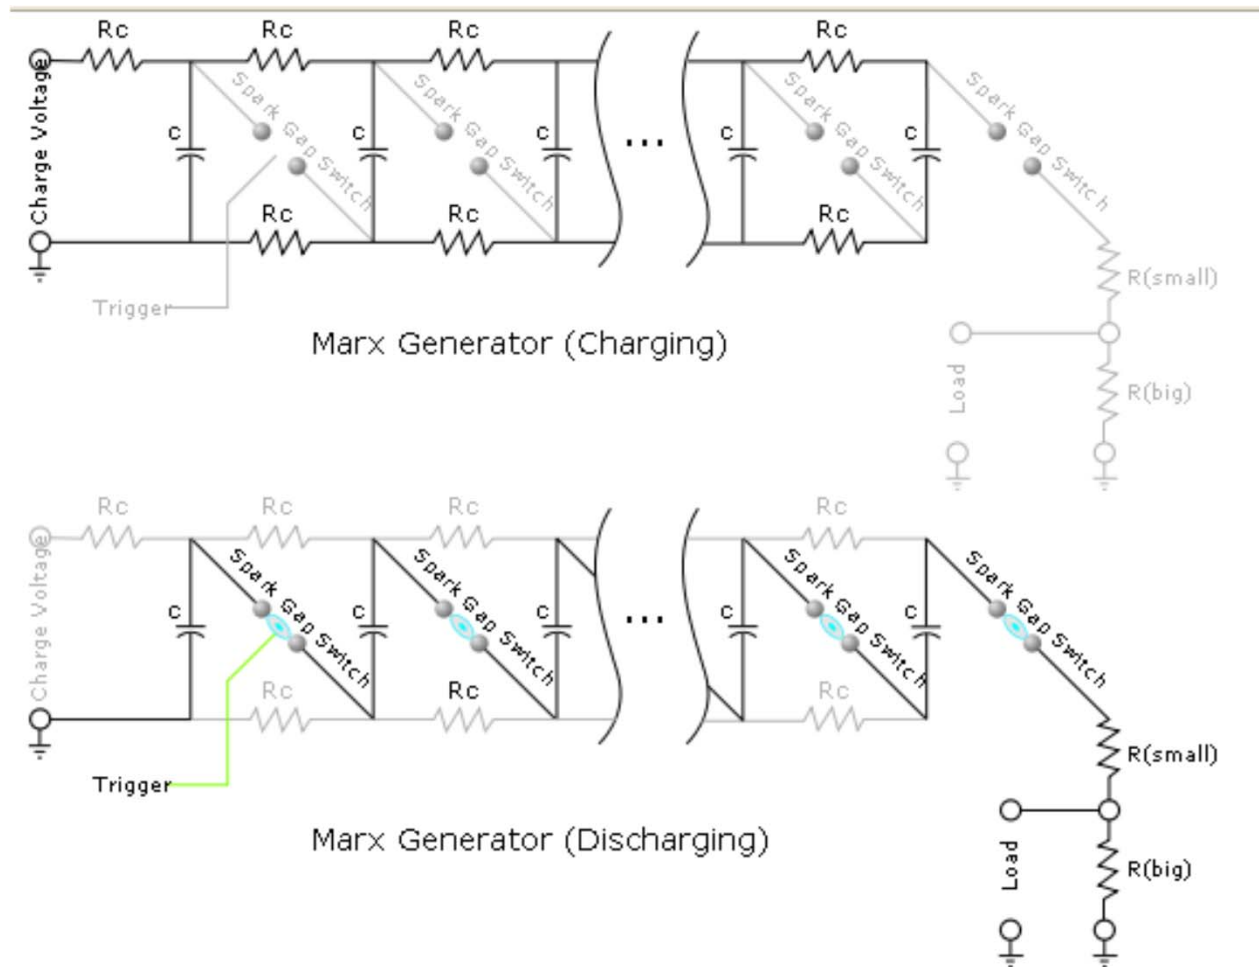 Rc Rc Rc Rc
Charge Voltage
C C C C
Spark Gap Switch Spark Gap Switch Spark Gap Switch Spark Gap Switch
...
Rc Rc Rc
Trigger
R(small)
Marx Generator (Charging)
Load
R(big)
Rc Rc Rc Rc
Charge Voltage
C C C C
Spark Gap Switch Spark Gap Switch Spark Gap Switch Spark Gap Switch
...
Rc Rc Rc
Trigger
R(small)
Marx Generator (Discharging)
Load
R(big)